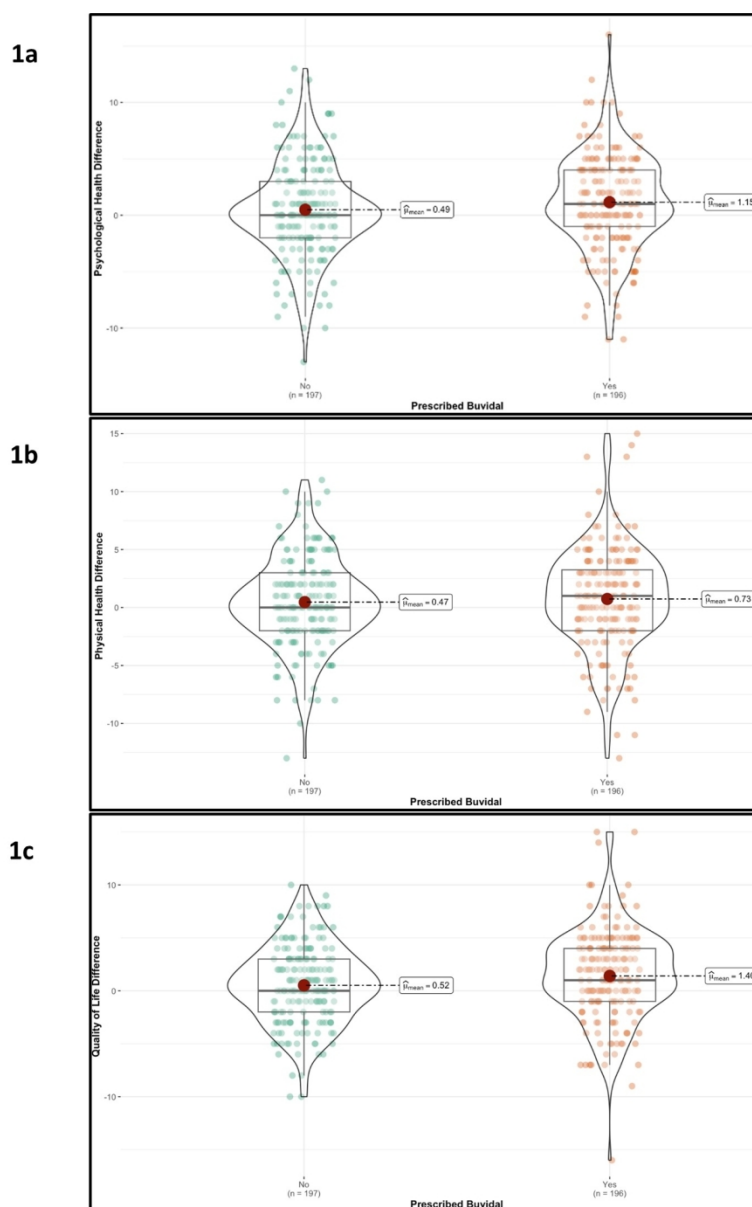 1a
Psychological Health Difference
10
0
-10
μ̂mean = 0.49
μ̂mean = 1.15
No
(n = 197)
Yes
(n = 196)
Prescribed Buvidal
1b
Physical Health Difference
15
10
5
0
-5
-10
μ̂mean = 0.47
μ̂mean = 0.73
No
(n = 197)
Yes
(n = 196)
Prescribed Buvidal
1c
Quality of Life Difference
10
0
-10
μ̂mean = 0.52
μ̂mean = 1.40
No
(n = 197)
Yes
(n = 196)
Prescribed Buvidal